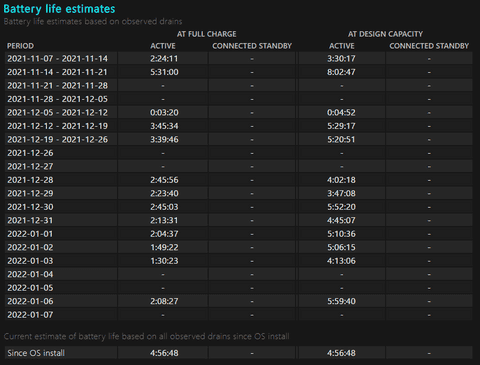 Battery life estimates
Battery life estimates based on observed drains
AT FULL CHARGE AT DESIGN CAPACITY
PERIOD ACTIVE CONNECTED STANDBY ACTIVE CONNECTED STANDBY
2021-11-07 - 2021-11-14 2:24:11 - 3:30:17 -
2021-11-14 - 2021-11-21 5:31:00 - 8:02:47 -
2021-11-21 - 2021-11-28 - - - -
2021-11-28 - 2021-12-05 - - - -
2021-12-05 - 2021-12-12 0:03:20 - 0:04:52 -
2021-12-12 - 2021-12-19 3:45:34 - 5:29:17 -
2021-12-19 - 2021-12-26 3:39:46 - 5:20:51 -
2021-12-26 - - - -
2021-12-27 - - - -
2021-12-28 2:45:56 - 4:02:18 -
2021-12-29 2:23:40 - 3:47:08 -
2021-12-30 2:45:03 - 5:52:20 -
2021-12-31 2:13:31 - 4:45:07 -
2022-01-01 2:04:37 - 5:10:36 -
2022-01-02 1:49:22 - 5:06:15 -
2022-01-03 1:30:23 - 4:13:06 -
2022-01-04 - - - -
2022-01-05 - - - -
2022-01-06 2:08:27 - 5:59:40 -
2022-01-07 - - - -
Current estimate of battery life based on all observed drains since OS install
Since OS install 4:56:48 - 4:56:48 -